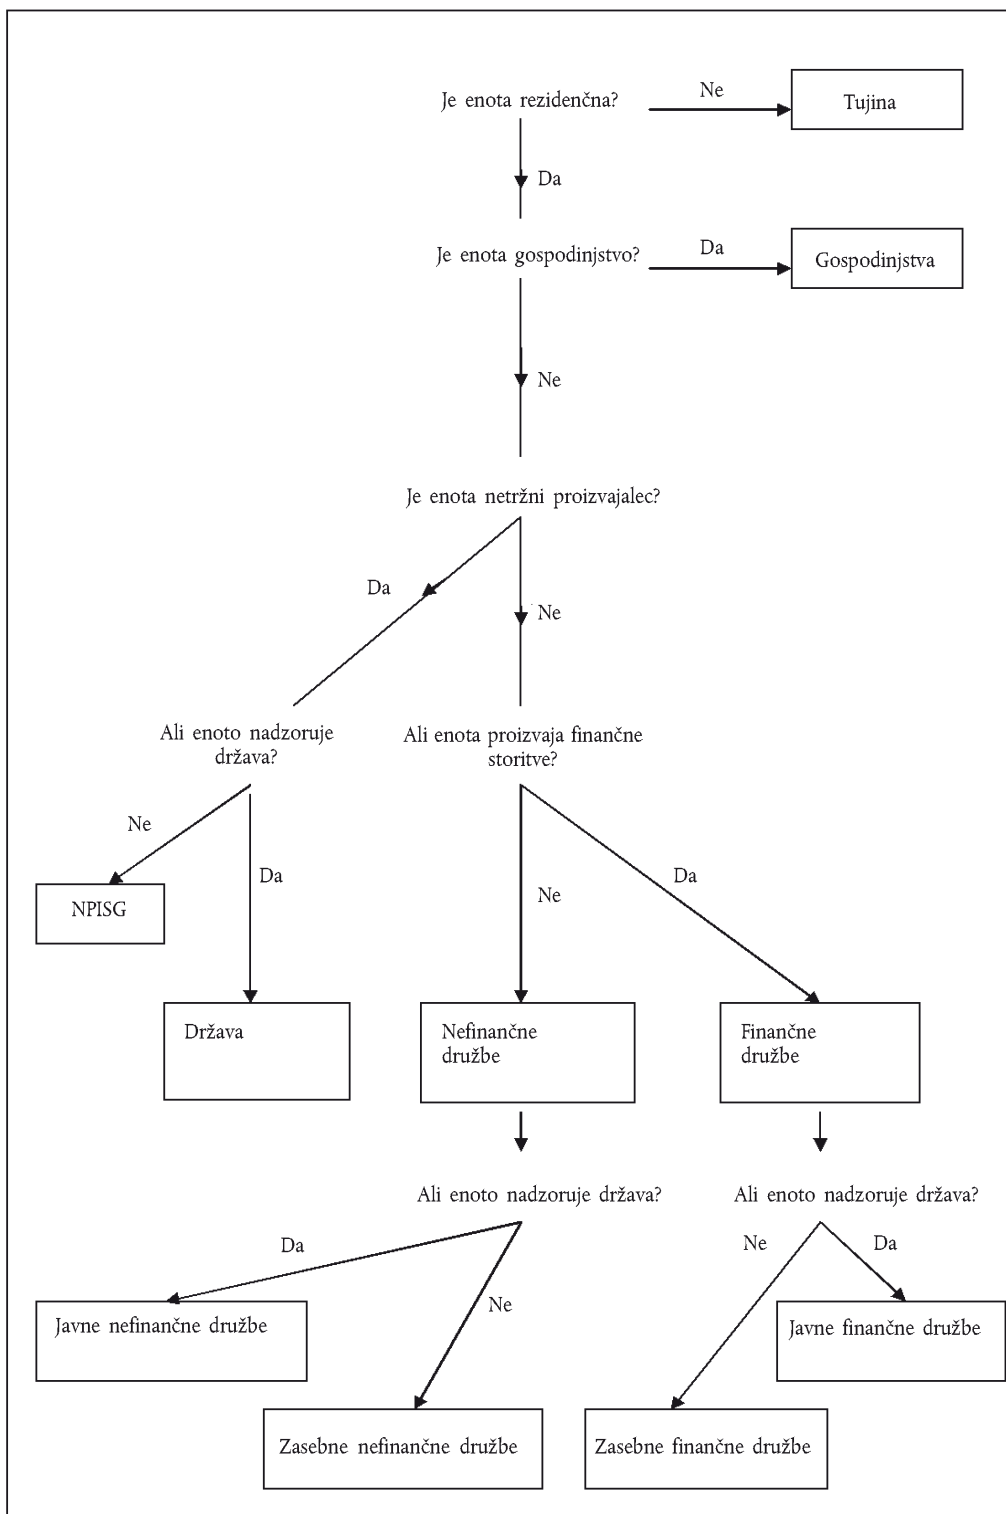 Je enota rezidenčna?
Ne
Tujina
Da
Je enota gospodinjstvo?
Da
Gospodinjstva
Ne
Je enota netržni proizvajalec?
Da
Ne
Ali enoto nadzoruje
država?
Ali enota proizvaja finančne
storitve?
Ne
Da
Ne
Da
NPISG
Država
Nefinančne
družbe
Finančne
družbe
Ali enoto nadzoruje država?
Ali enoto nadzoruje država?
Da
Ne
Ne
Da
Javne nefinančne družbe
Javne finančne družbe
Zasebne nefinančne družbe
Zasebne finančne družbe